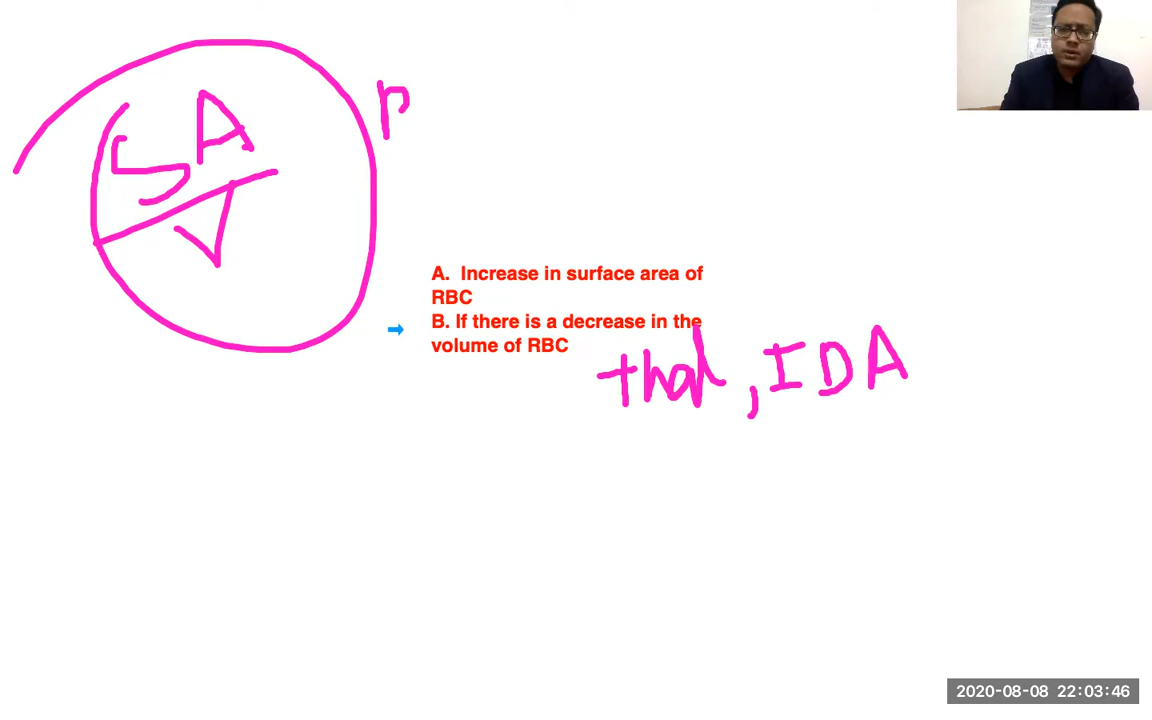 SA
V
A. Increase in surface area of
RBC
B. If there is a decrease in the
volume of RBC
thal, IDA
2020-08-08 22:03:46